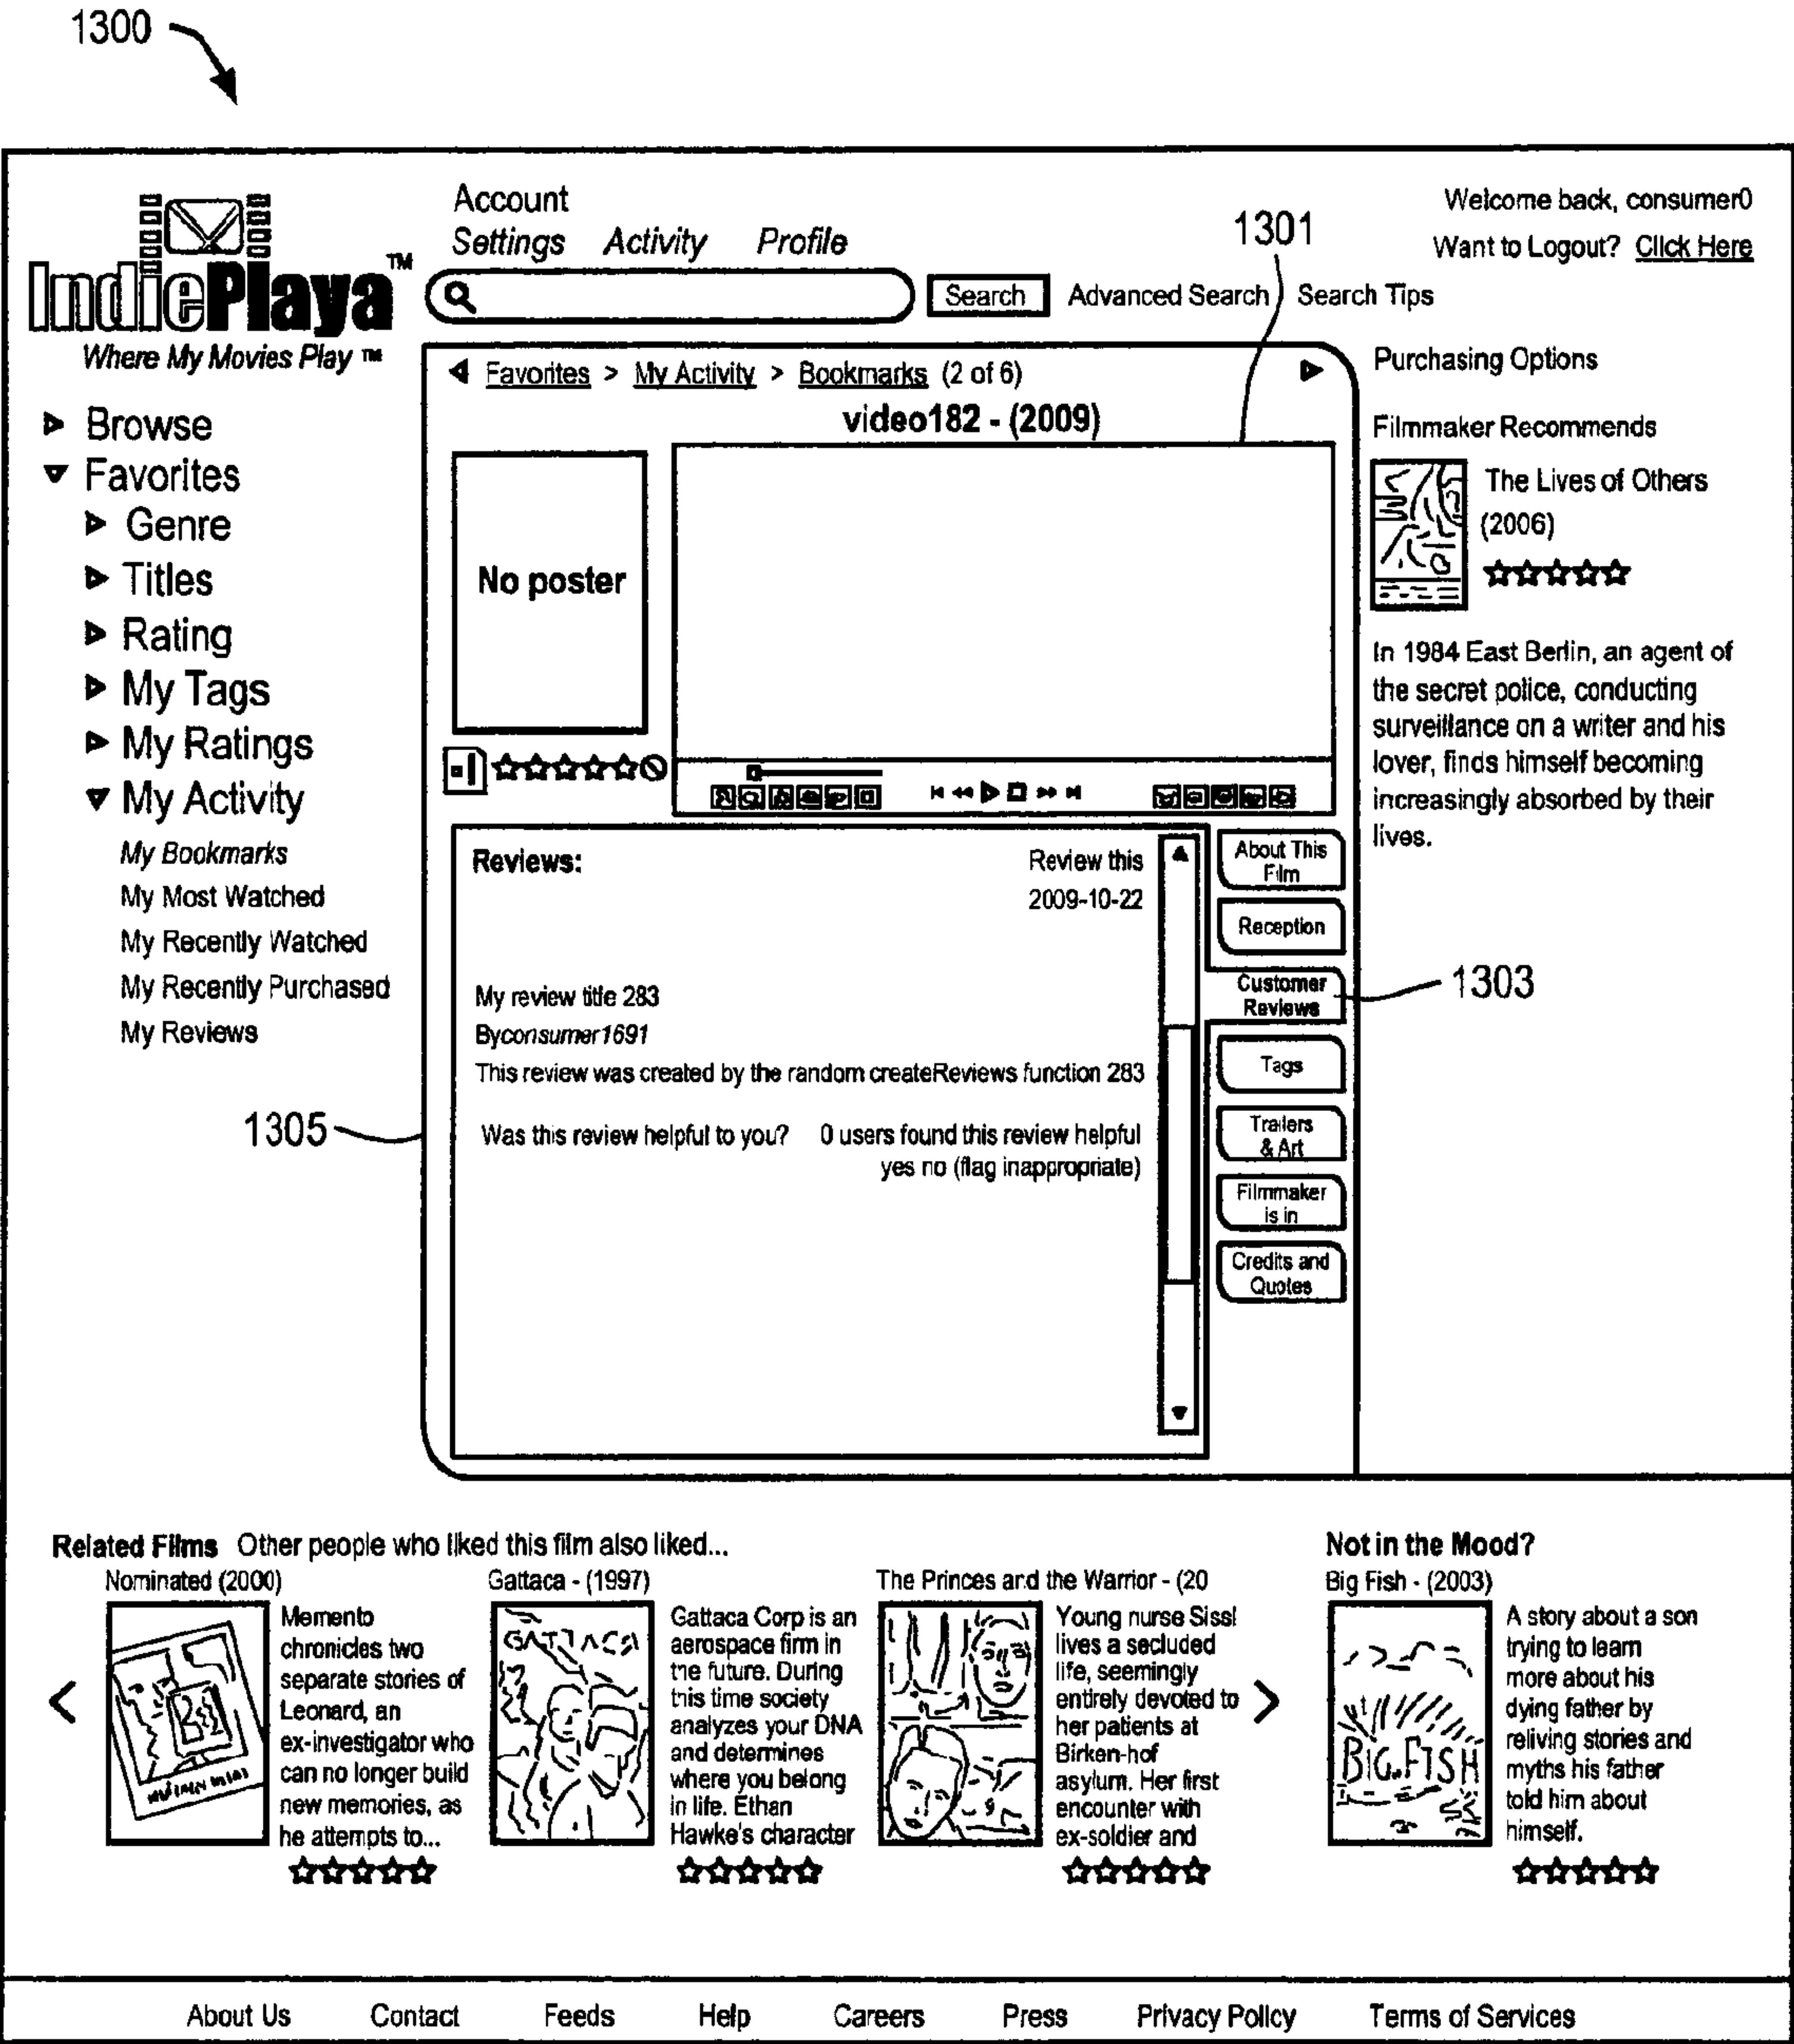 1300
IndiePlaya™
Where My Movies Play ™
Account
Settings Activity Profile
Search Advanced Search Search Tips
1301
Welcome back, consumer0
Want to Logout? Click Here
Browse
Favorites
Genre
Titles
Rating
My Tags
My Ratings
My Activity
My Bookmarks
My Most Watched
My Recently Watched
My Recently Purchased
My Reviews
Favorites > My Activity > Bookmarks (2 of 6)
video182 - (2009)
No poster
Reviews:
Review this
2009-10-22
My review title 283
Byconsumer1691
This review was created by the random createReviews function 283
Was this review helpful to you? 0 users found this review helpful
yes no (flag inappropriate)
1305
About This
Film
Reception
Customer
Reviews
1303
Tags
Trailers
& Art
Filmmaker
is in
Credits and
Quotes
Purchasing Options
Filmmaker Recommends
The Lives of Others
(2006)
In 1984 East Berlin, an agent of
the secret police, conducting
surveillance on a writer and his
lover, finds himself becoming
increasingly absorbed by their
lives.
Related Films Other people who liked this film also liked...
Nominated (2000)
Memento
chronicles two
separate stories of
Leonard, an
ex-investigator who
can no longer build
new memories, as
he attempts to...
Gattaca - (1997)
GATTACA
Gattaca Corp is an
aerospace firm in
the future. During
this time society
analyzes your DNA
and determines
where you belong
in life. Ethan
Hawke's character
The Princes and the Warrior - (20
Young nurse Sissi
lives a secluded
life, seemingly
entirely devoted to
her patients at
Birken-hof
asylum. Her first
encounter with
ex-soldier and
Not in the Mood?
Big Fish - (2003)
BIG FISH
A story about a son
trying to learn
more about his
dying father by
reliving stories and
myths his father
told him about
himself.
About Us Contact Feeds Help Careers Press Privacy Policy Terms of Services